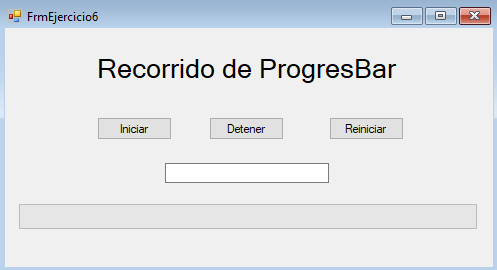 FrmEjercicio6
Recorrido de ProgresBar
Iniciar Detener Reiniciar